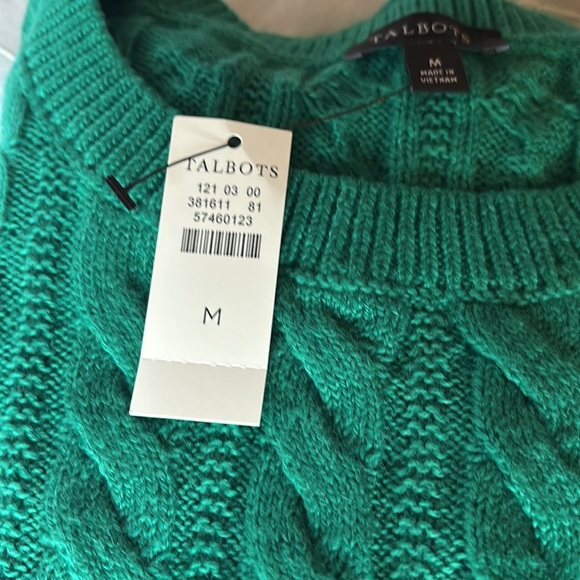 TALBOTS
M
MADE IN
VIETNAM
TALBOTS
121 03 00
381611 81
57460123
M